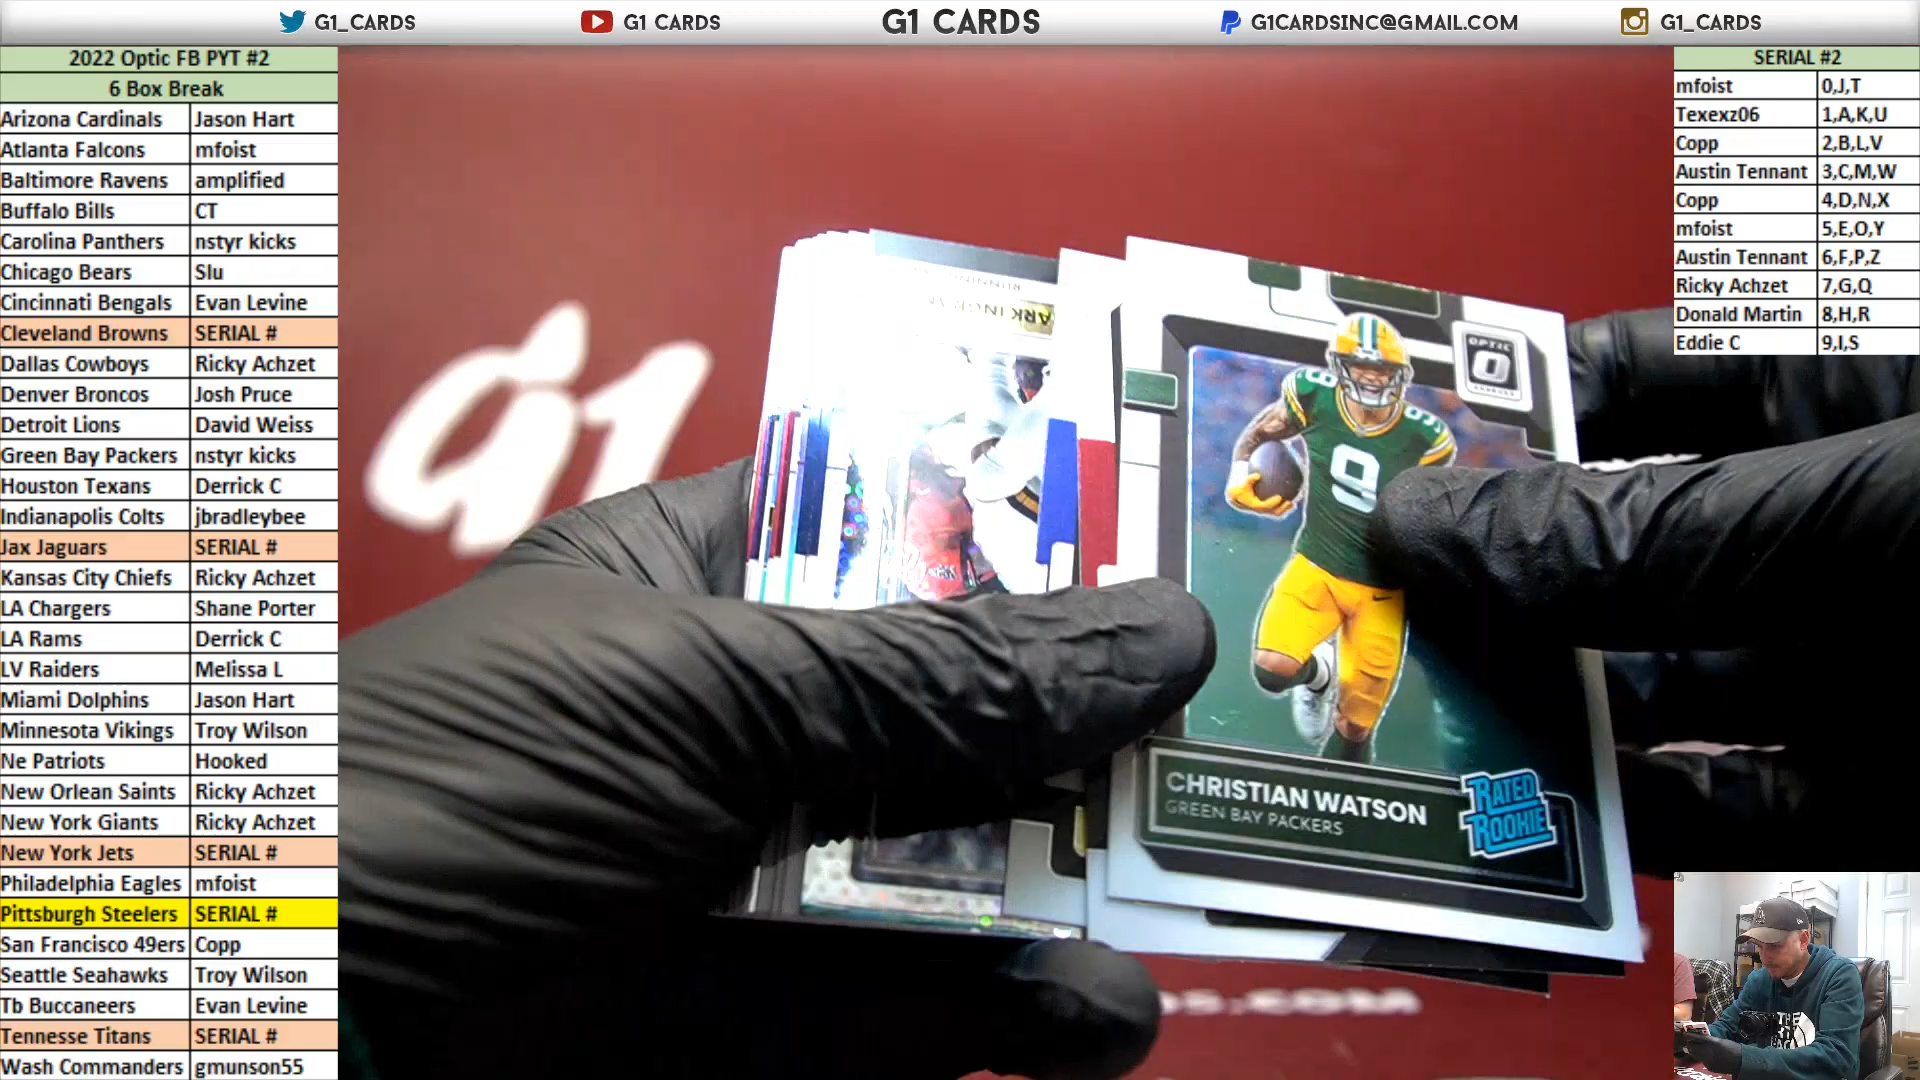 G1_CARDS G1 CARDS G1 CARDS G1CARDSINC@GMAIL.COM G1_CARDS
2022 Optic FB PYT #2
6 Box Break
Arizona Cardinals Jason Hart
Atlanta Falcons mfoist
Baltimore Ravens amplified
Buffalo Bills CT
Carolina Panthers nstyr kicks
Chicago Bears Slu
Cincinnati Bengals Evan Levine
Cleveland Browns SERIAL #
Dallas Cowboys Ricky Achzet
Denver Broncos Josh Pruce
Detroit Lions David Weiss
Green Bay Packers nstyr kicks
Houston Texans Derrick C
Indianapolis Colts jbradleybee
Jax Jaguars SERIAL #
Kansas City Chiefs Ricky Achzet
LA Chargers Shane Porter
LA Rams Derrick C
LV Raiders Melissa L
Miami Dolphins Jason Hart
Minnesota Vikings Troy Wilson
Ne Patriots Hooked
New Orlean Saints Ricky Achzet
New York Giants Ricky Achzet
New York Jets SERIAL #
Philadelphia Eagles mfoist
Pittsburgh Steelers SERIAL #
San Francisco 49ers Copp
Seattle Seahawks Troy Wilson
Tb Buccaneers Evan Levine
Tennesse Titans SERIAL #
Wash Commanders gmunson55
SERIAL #2
mfoist 0,J,T
Texexz06 1,A,K,U
Copp 2,B,L,V
Austin Tennant 3,C,M,W
Copp 4,D,N,X
mfoist 5,E,O,Y
Austin Tennant 6,F,P,Z
Ricky Achzet 7,G,Q
Donald Martin 8,H,R
Eddie C 9,I,S
G1
OPTIC
9
9
9
CHRISTIAN WATSON
GREEN BAY PACKERS
RATED
ROOKIE